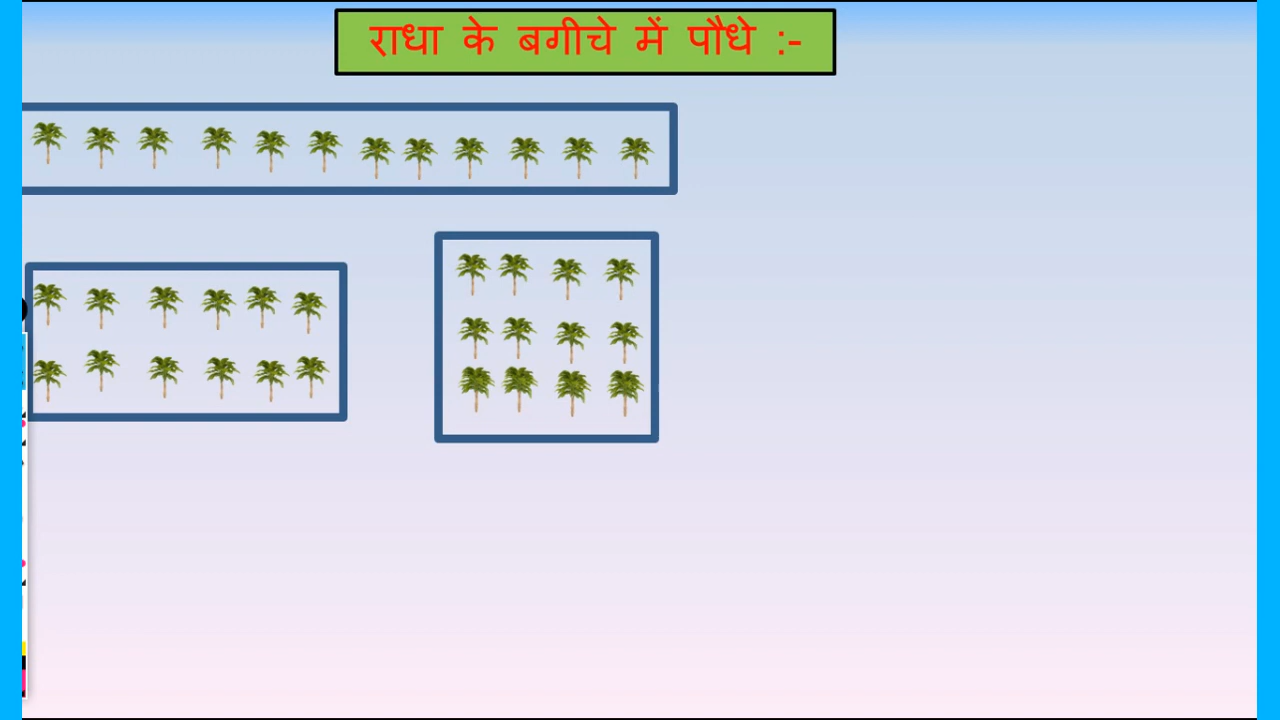 राधा के बगीचे में पौधे :-